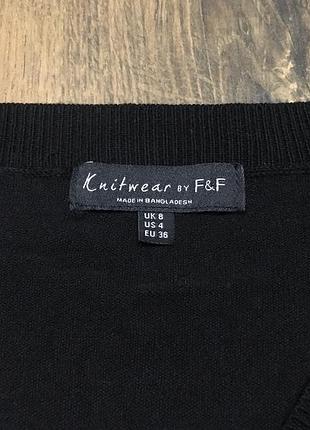 Knitwear BY F&F
MADE IN BANGLADESH
UK 8
US 4
EU 36